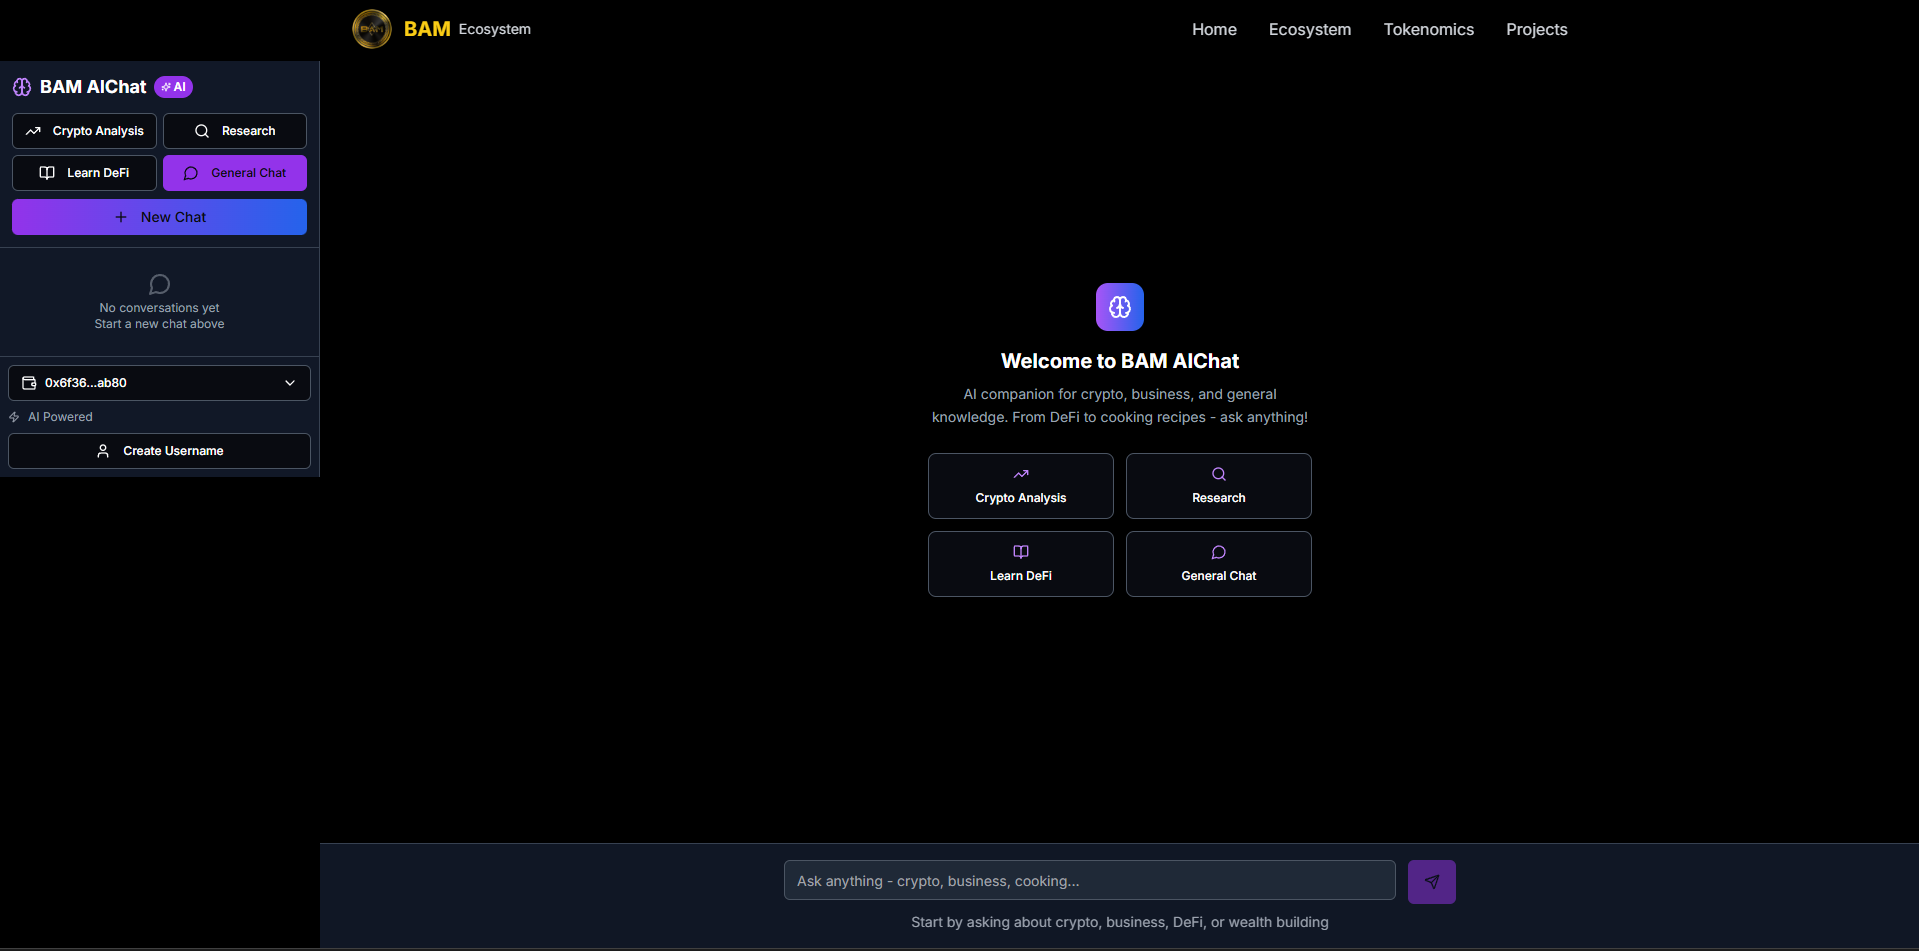 BAM
BAM Ecosystem
Home Ecosystem Tokenomics Projects
BAM AIChat AI
Crypto Analysis Research
Learn DeFi General Chat
New Chat
No conversations yet
Start a new chat above
0x6f36...ab80
AI Powered
Create Username
Welcome to BAM AIChat
AI companion for crypto, business, and general
knowledge. From DeFi to cooking recipes - ask anything!
Crypto Analysis Research
Learn DeFi General Chat
Ask anything - crypto, business, cooking...
Start by asking about crypto, business, DeFi, or wealth building